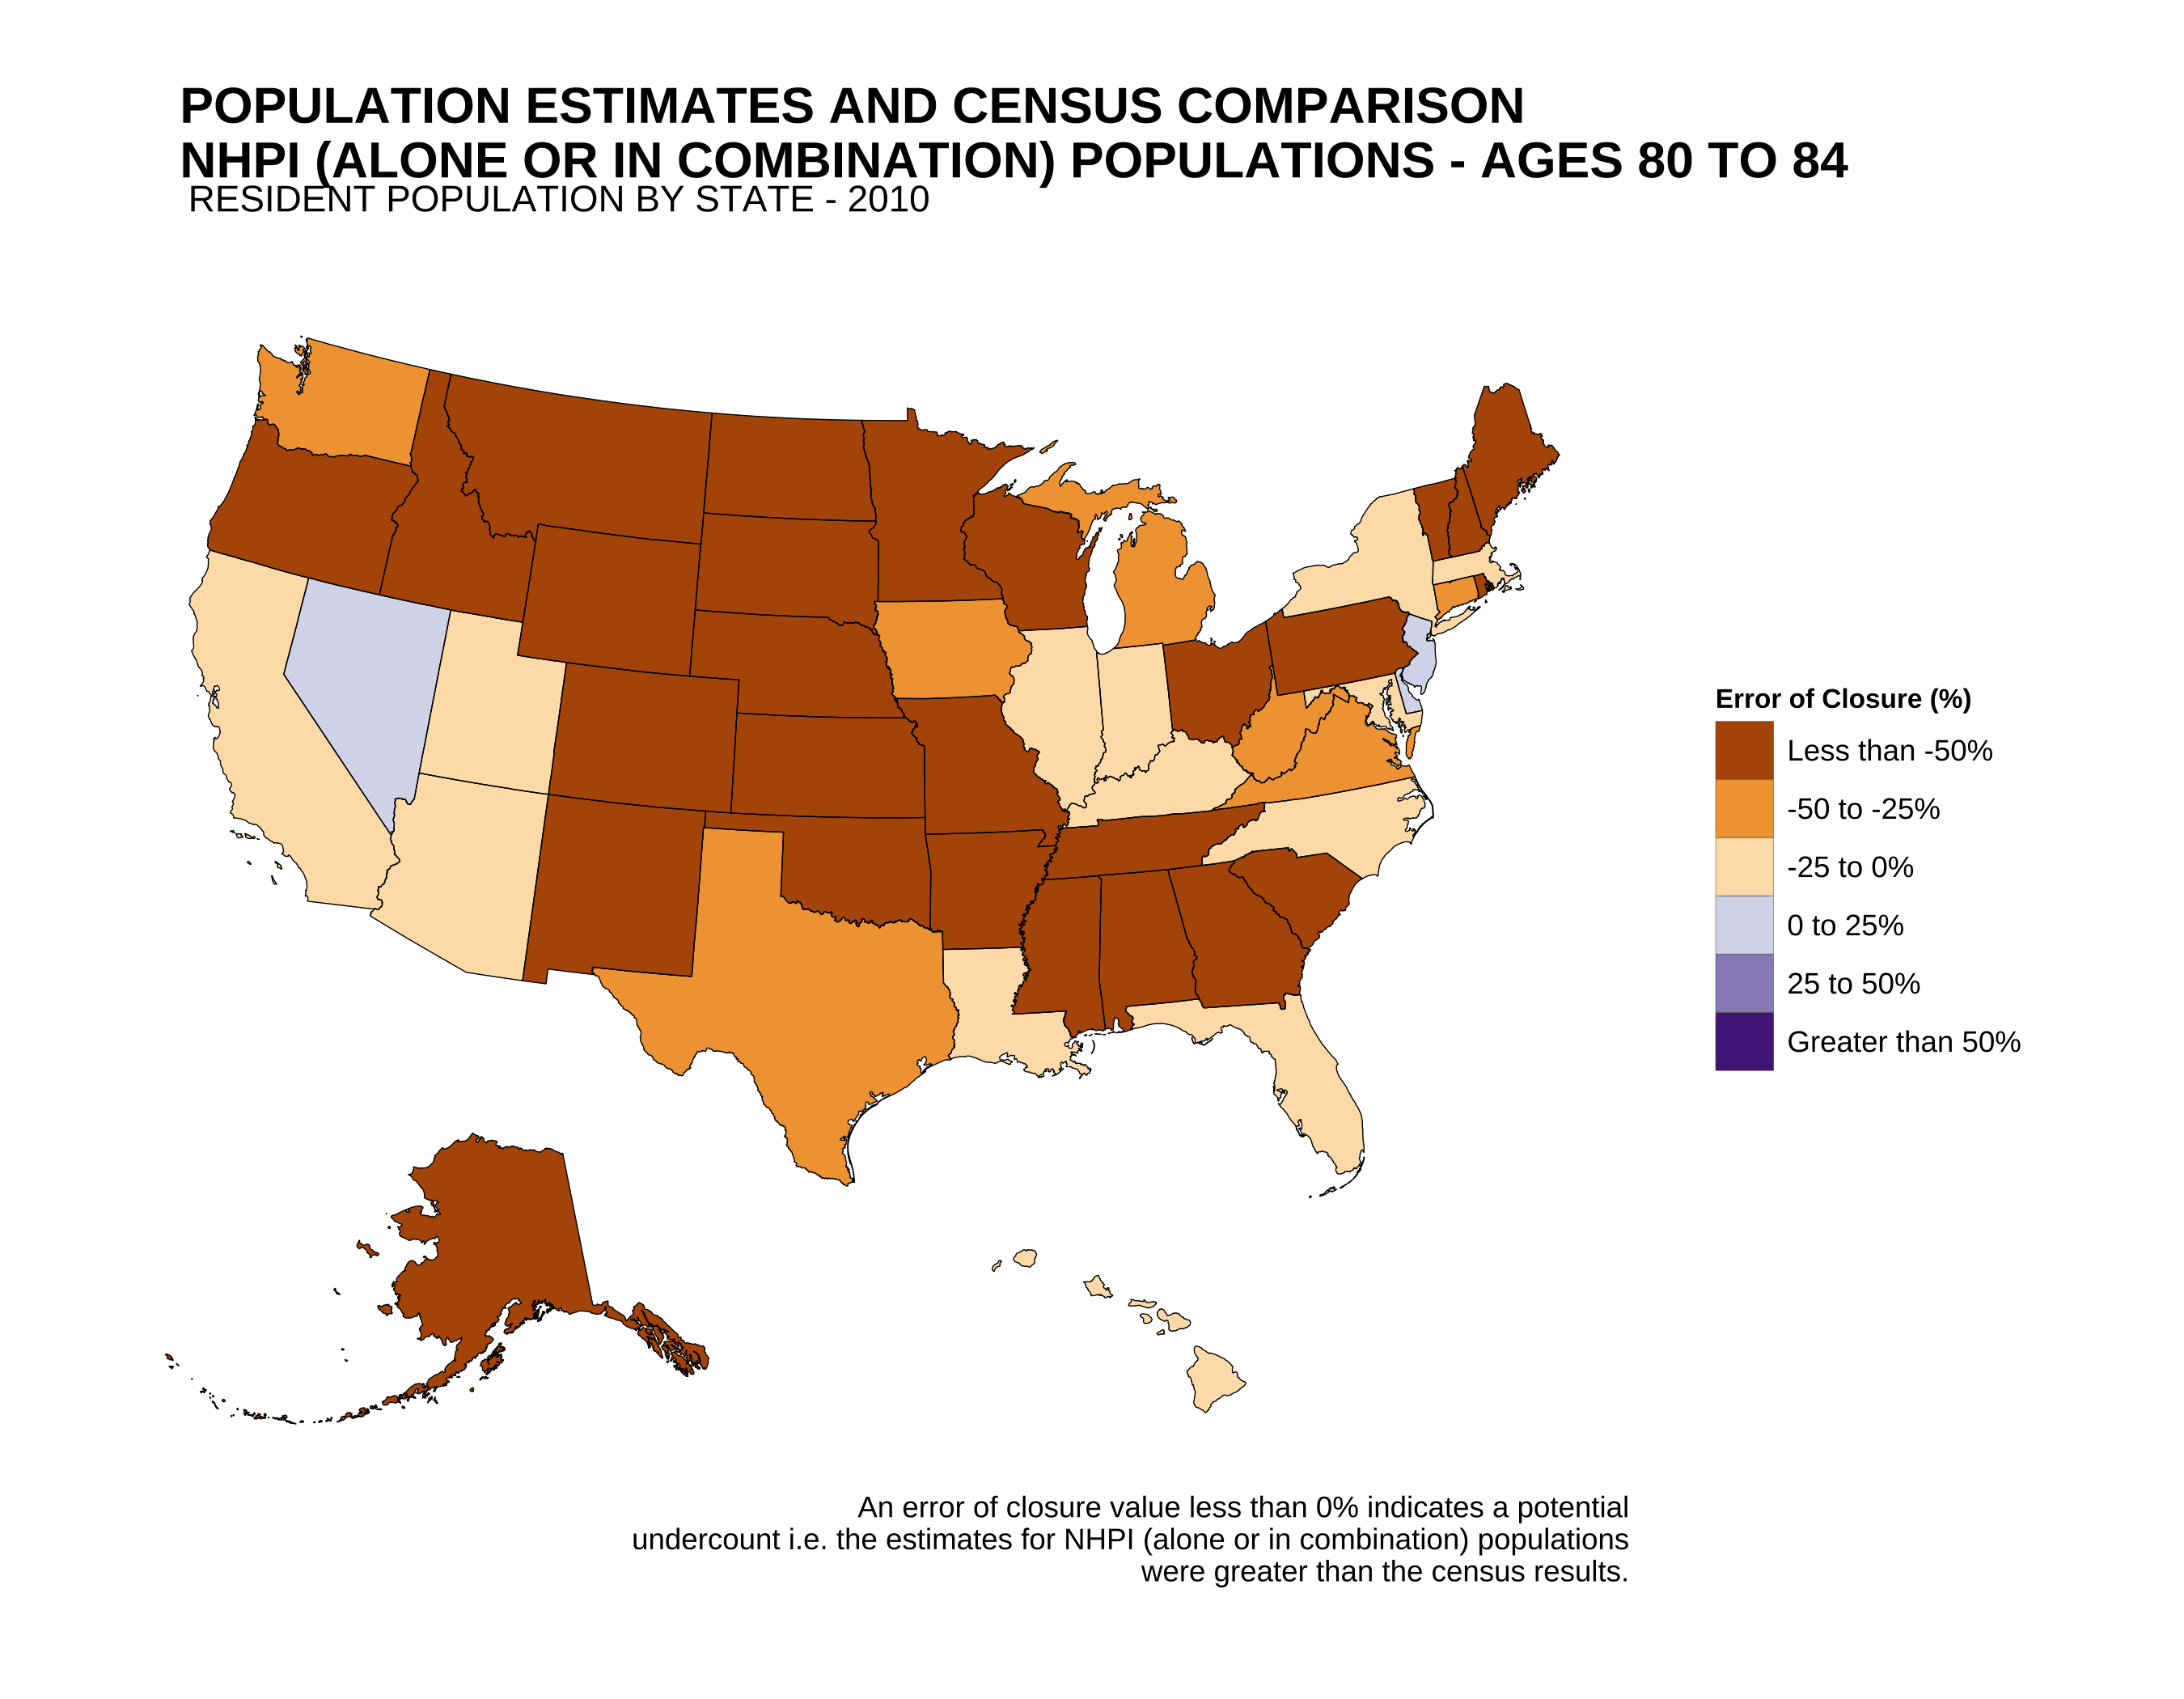 POPULATION ESTIMATES AND CENSUS COMPARISON
NHPI (ALONE OR IN COMBINATION) POPULATIONS - AGES 80 TO 84
RESIDENT POPULATION BY STATE - 2010
Error of Closure (%)
Less than -50%
-50 to -25%
-25 to 0%
0 to 25%
25 to 50%
Greater than 50%
An error of closure value less than 0% indicates a potential
undercount i.e. the estimates for NHPI (alone or in combination) populations
were greater than the census results.